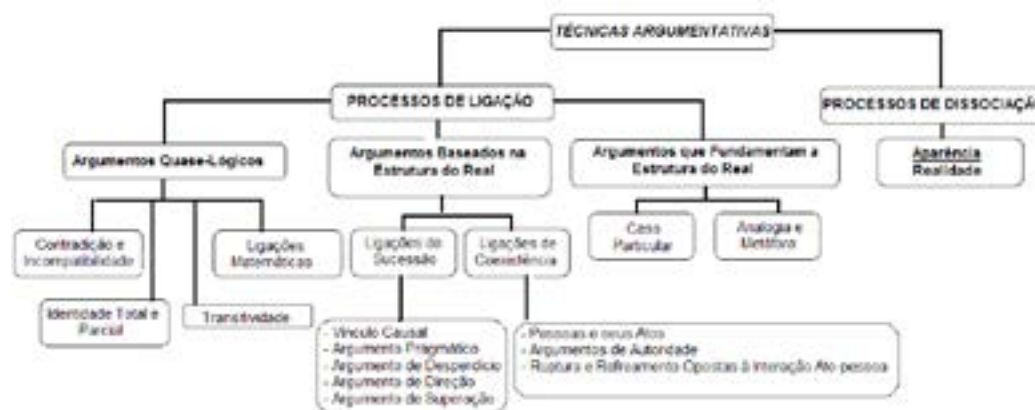 TÉCNICAS ARGUMENTATIVAS
PROCESSOS DE LIGAÇÃO
PROCESSOS DE DISSOCIAÇÃO
Argumentos Quase-Lógicos
Argumentos Baseados na
Estrutura do Real
Argumentos que Fundamentam a
Estrutura do Real
Aparência
Realidade
Contradição e
Incompatibilidade
Ligações
Matemáticas
Ligações de
Sucessão
Ligações de
Coexistência
Caso
Particular
Analogia e
Metáfora
Identidade Total e
Parcial
Transitividade
- Vínculo Causal
- Argumento Pragmático
- Argumento de Desperdício
- Argumento de Direção
- Argumento de Superação
- Pessoas e seus Atos
- Argumentos de Autoridade
- Ruptura e Refreamento Opostas à Interação Ato-pessoa